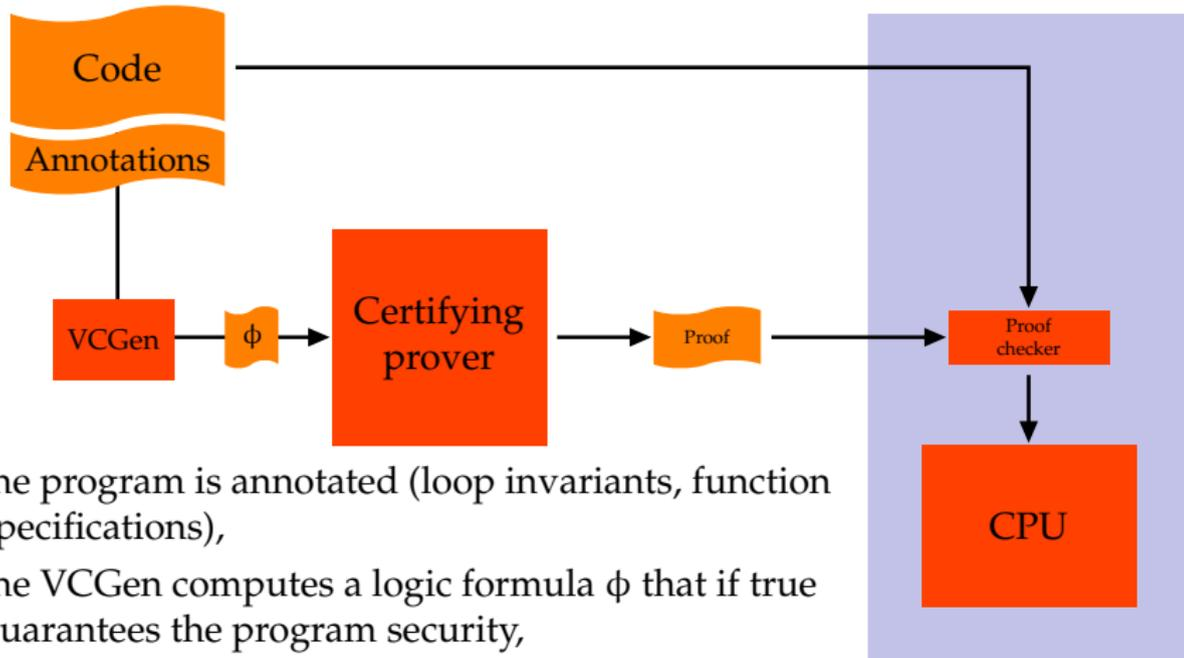 Code
Annotations
VCGen
ϕ
Certifying
prover
Proof
Proof
checker
CPU
he program is annotated (loop invariants, function
pecifications),
he VCGen computes a logic formula ϕ that if true
uarantees the program security,